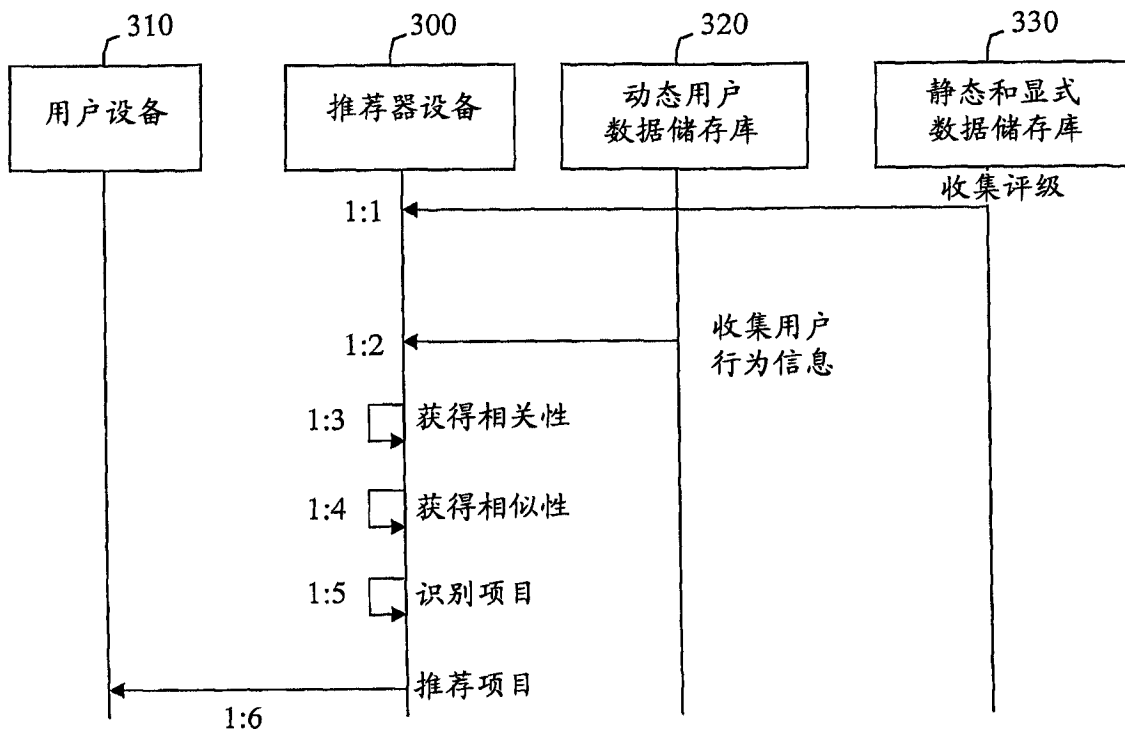 310
300
320
330
用户设备
推荐器设备
动态用户
数据储存库
静态和显式
数据储存库
收集评级
1:1
1:2
收集用户
行为信息
1:3
获得相关性
1:4
获得相似性
1:5
识别项目
推荐项目
1:6